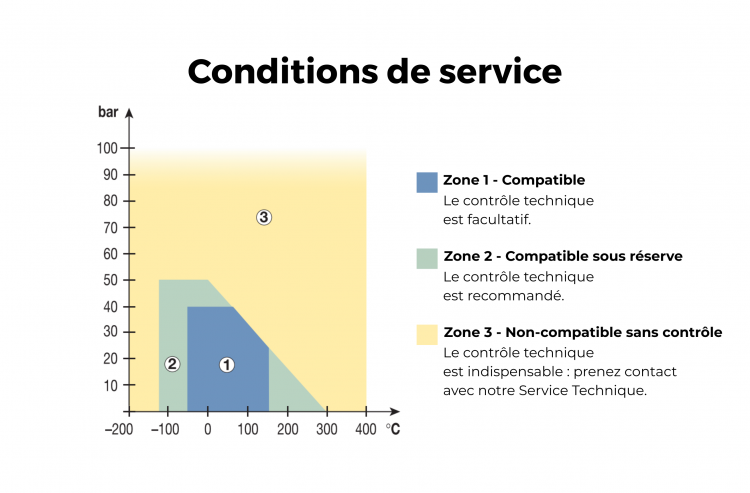 Conditions de service
bar
100
90
80
70
60
50
40
30
20
10
3
2
1
–200 –100 0 100 200 300 400 °C
Zone 1 - Compatible
Le contrôle technique
est facultatif.
Zone 2 - Compatible sous réserve
Le contrôle technique
est recommandé.
Zone 3 - Non-compatible sans contrôle
Le contrôle technique
est indispensable : prenez contact
avec notre Service Technique.